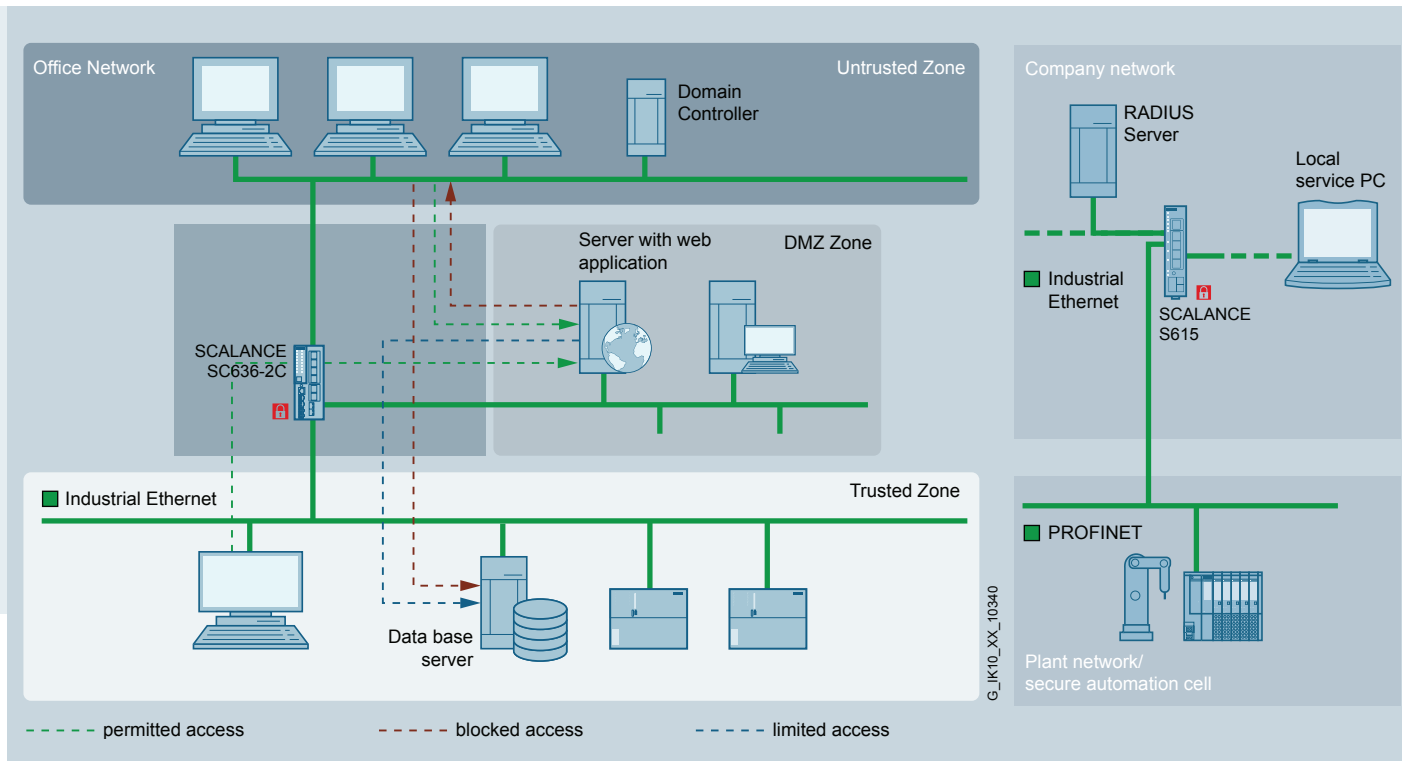 Office Network
Untrusted Zone
Domain
Controller
Server with web
application
DMZ Zone
SCALANCE
SC636-2C
Industrial Ethernet
Trusted Zone
Data base
server
permitted access
blocked access
limited access
G_IK10_XX_10340
Company network
RADIUS
Server
Local
service PC
Industrial
Ethernet
SCALANCE
S615
PROFINET
Plant network/
secure automation cell